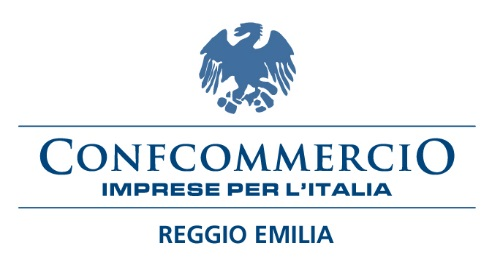 CONFCOMMERCIO
IMPRESE PER L'ITALIA
REGGIO EMILIA